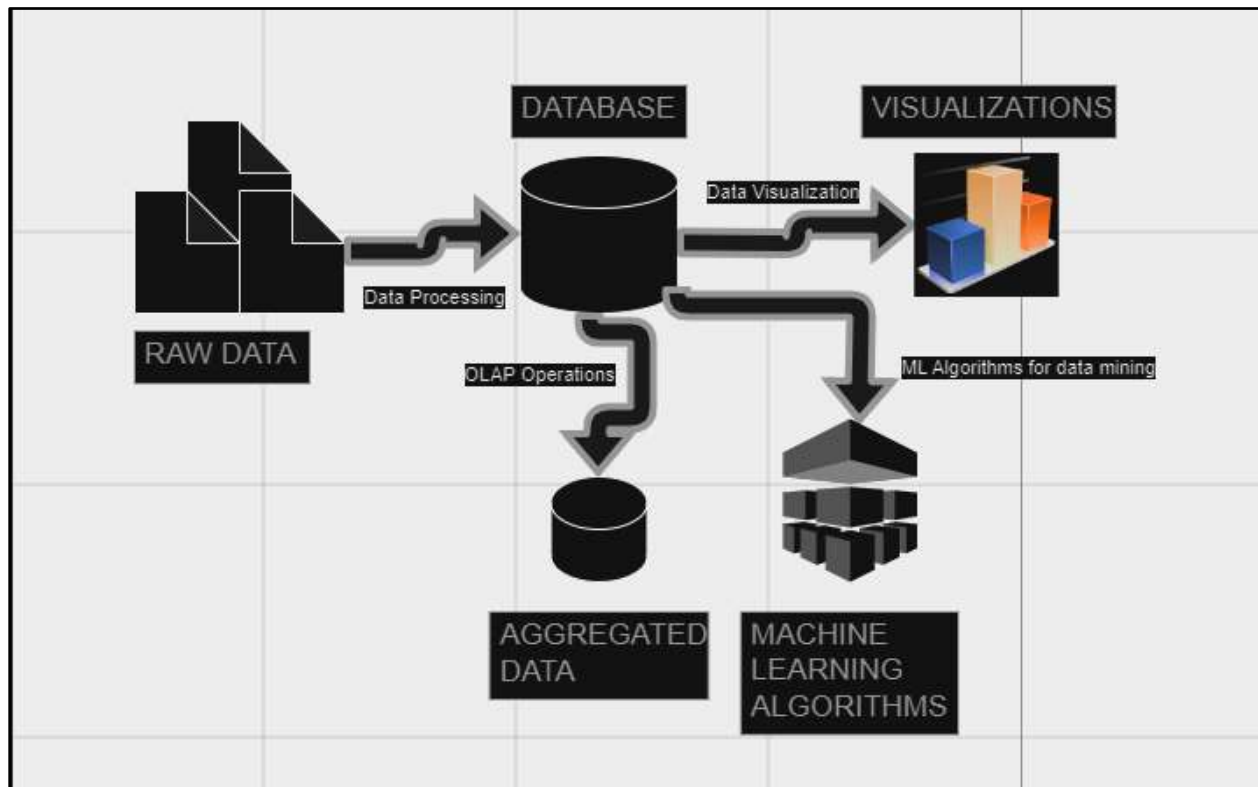 DATABASE
VISUALIZATIONS
Data Visualization
Data Processing
RAW DATA
OLAP Operations
ML Algorithms for data mining
AGGREGATED
DATA
MACHINE
LEARNING
ALGORITHMS